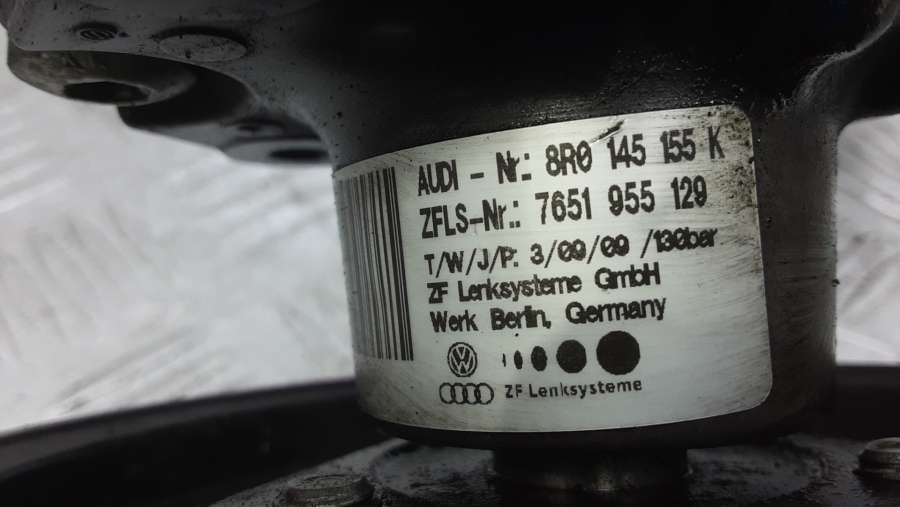 AUDI - Nr.: 8R0 145 155 K
ZFLS-Nr.: 7651 955 129
T/W/J/P: 3/09/09 /130bar
ZF Lenksysteme GmbH
Werk Berlin, Germany
ZF Lenksysteme